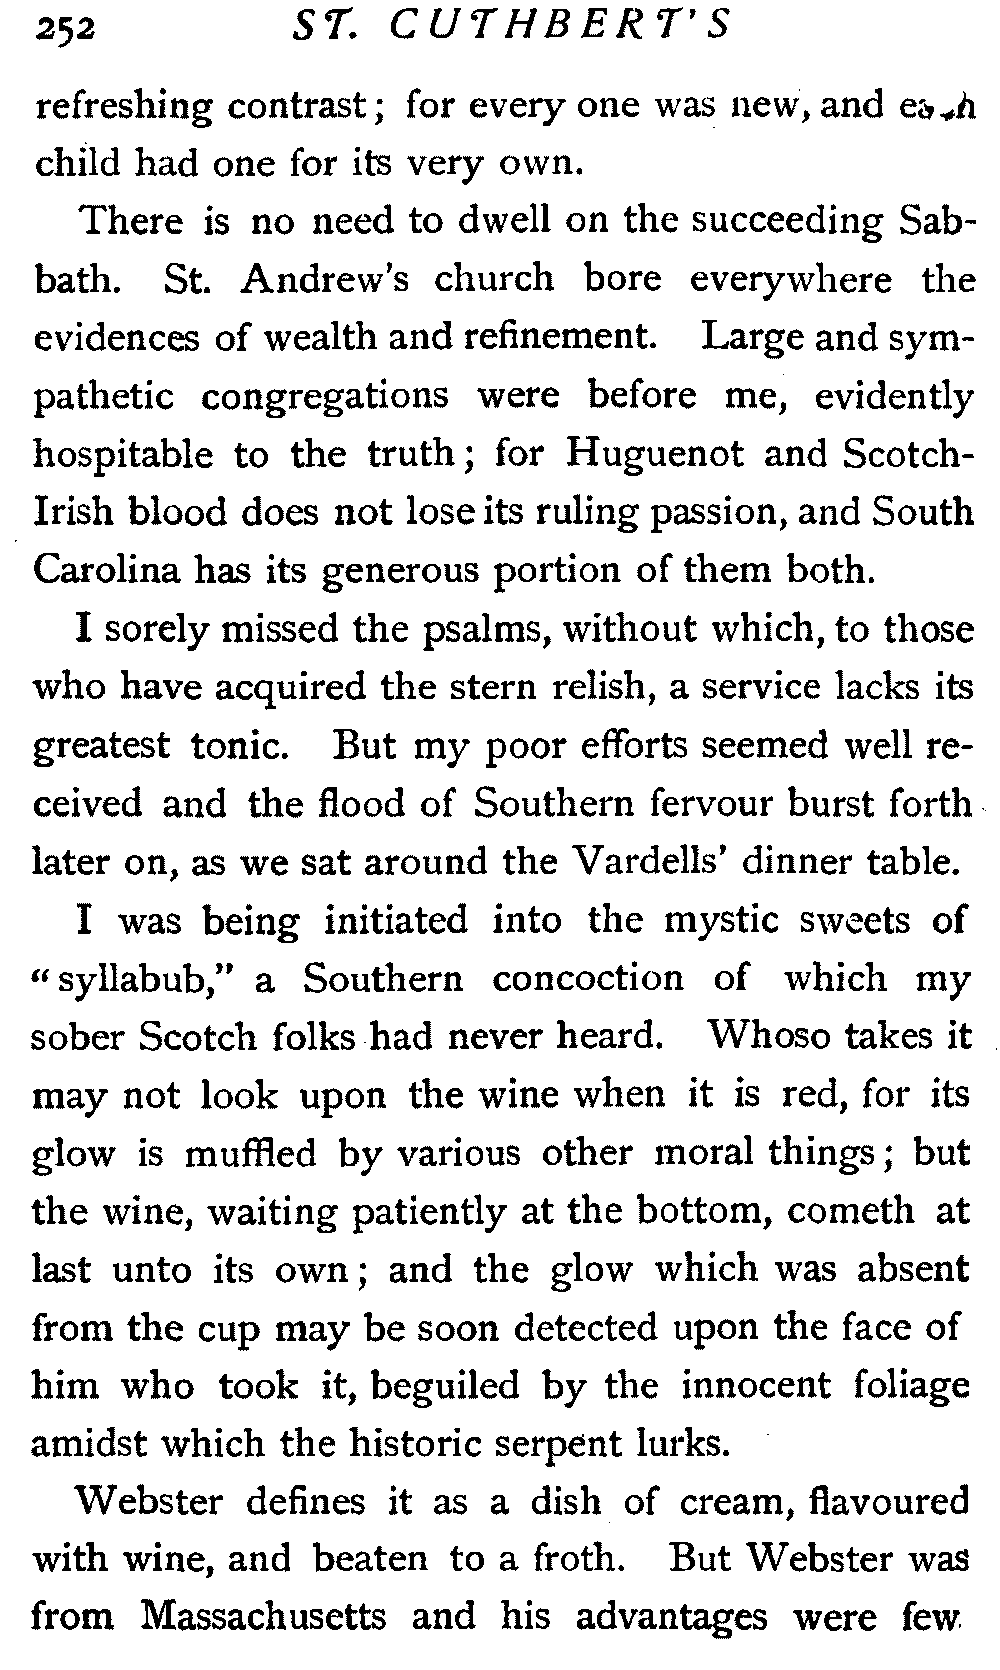 252 ST. CUTHBERT'S
refreshing contrast; for every one was new, and each
child had one for its very own.
There is no need to dwell on the succeeding Sab-
bath. St. Andrew's church bore everywhere the
evidences of wealth and refinement. Large and sym-
pathetic congregations were before me, evidently
hospitable to the truth; for Huguenot and Scotch-
Irish blood does not lose its ruling passion, and South
Carolina has its generous portion of them both.
I sorely missed the psalms, without which, to those
who have acquired the stern relish, a service lacks its
greatest tonic. But my poor efforts seemed well re-
ceived and the flood of Southern fervour burst forth
later on, as we sat around the Vardells' dinner table.
I was being initiated into the mystic sweets of
"syllabub," a Southern concoction of which my
sober Scotch folks had never heard. Whoso takes it
may not look upon the wine when it is red, for its
glow is muffled by various other moral things; but
the wine, waiting patiently at the bottom, cometh at
last unto its own; and the glow which was absent
from the cup may be soon detected upon the face of
him who took it, beguiled by the innocent foliage
amidst which the historic serpent lurks.
Webster defines it as a dish of cream, flavoured
with wine, and beaten to a froth. But Webster was
from Massachusetts and his advantages were few.